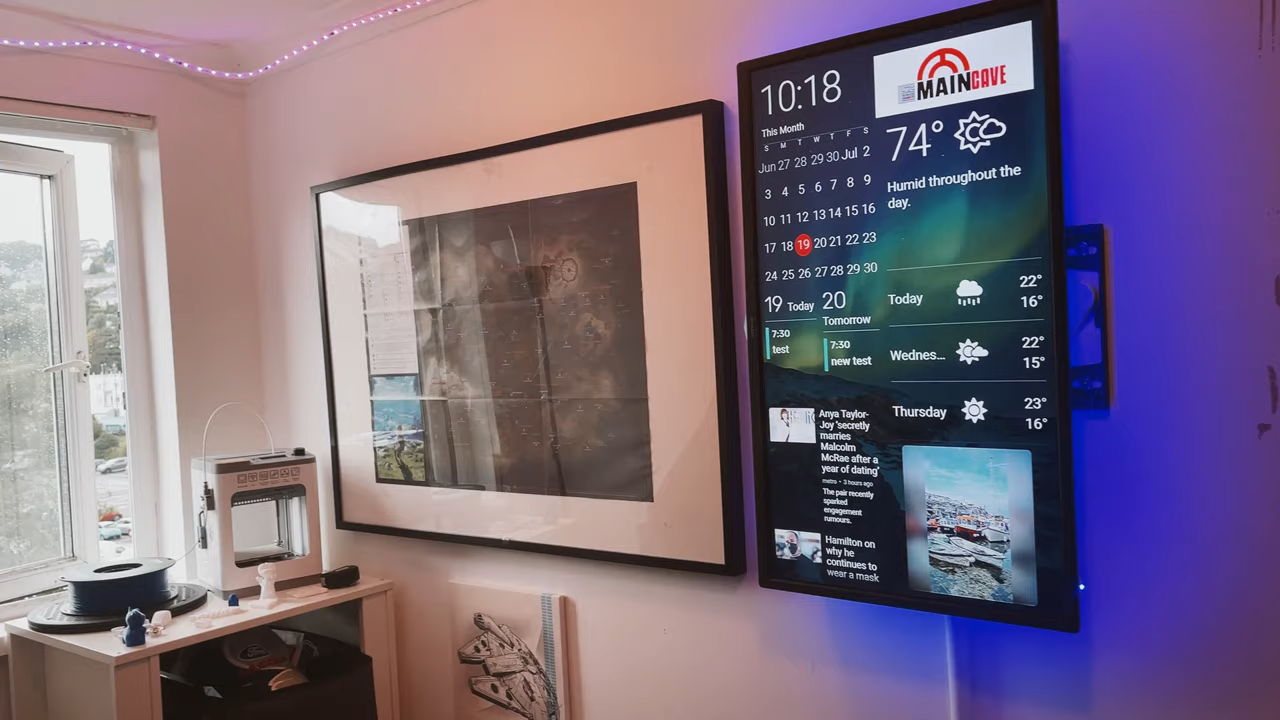 10:18
MAINCAVE
This Month
S M T W T F S
Jun 27 28 29 30 Jul 2
3 4 5 6 7 8 9
10 11 12 13 14 15 16
17 18 19 20 21 22 23
24 25 26 27 28 29 30
74°
Humid throughout the
day.
19 Today
7:30
test
20
Tomorrow
7:30
new test
Today 22° 16°
Wednes... 22° 15°
Thursday 23° 16°
Anya Taylor-
Joy 'secretly
marries
Malcolm
McRae after a
year of dating'
metro • 3 hours ago
The pair recently
sparked
engagement
rumours.
Hamilton on
why he
continues to
wear a mask